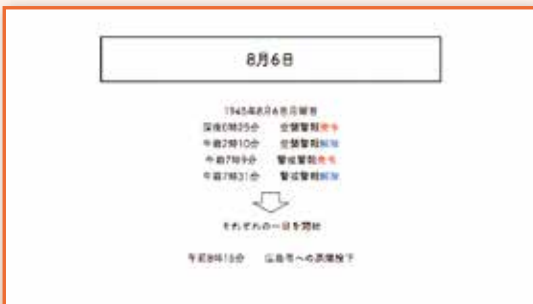 8月6日
1945年8月6日月曜日
深夜0時25分 空襲警報発令
午前2時10分 空襲警報解除
午前7時9分 警戒警報発令
午前7時31分 警戒警報解除
それぞれの一日を開始
午前8時15分 広島市への原爆投下